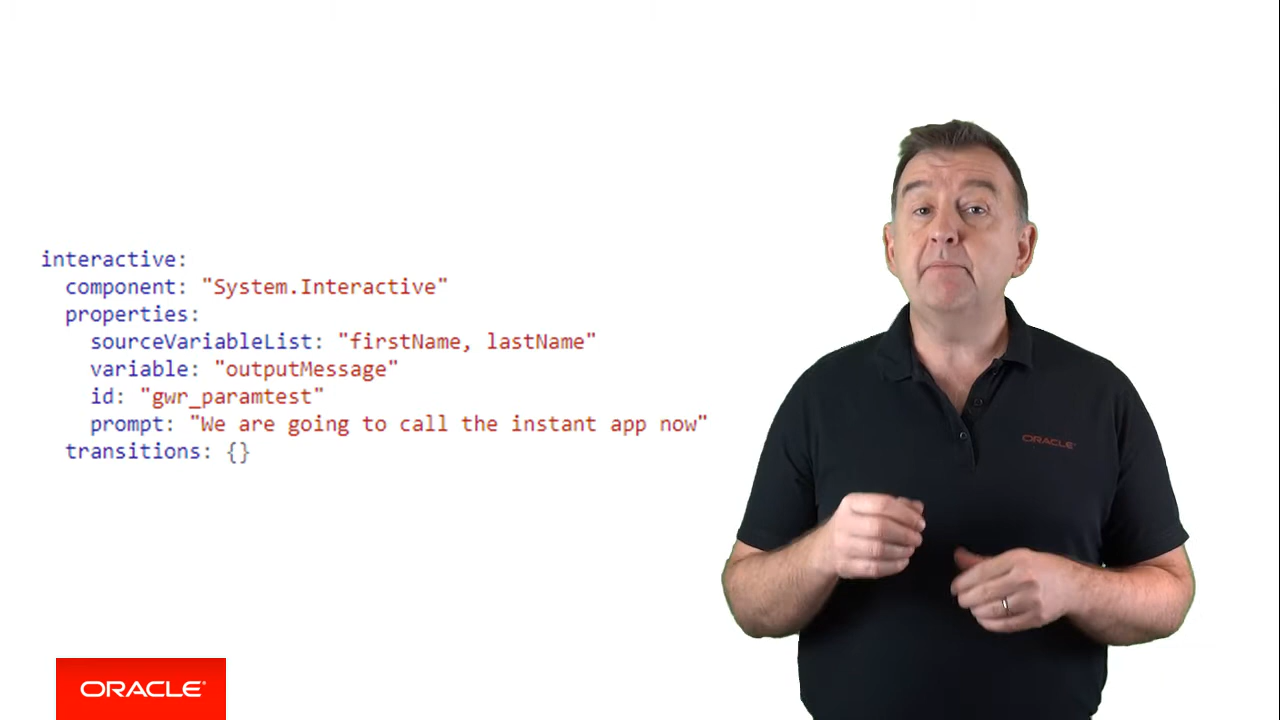 interactive:
component: "System.Interactive"
properties:
sourceVariableList: "firstName, lastName"
variable: "outputMessage"
id: "gwr_paramtest"
prompt: "We are going to call the instant app now"
transitions: {}
ORACLE
ORACLE